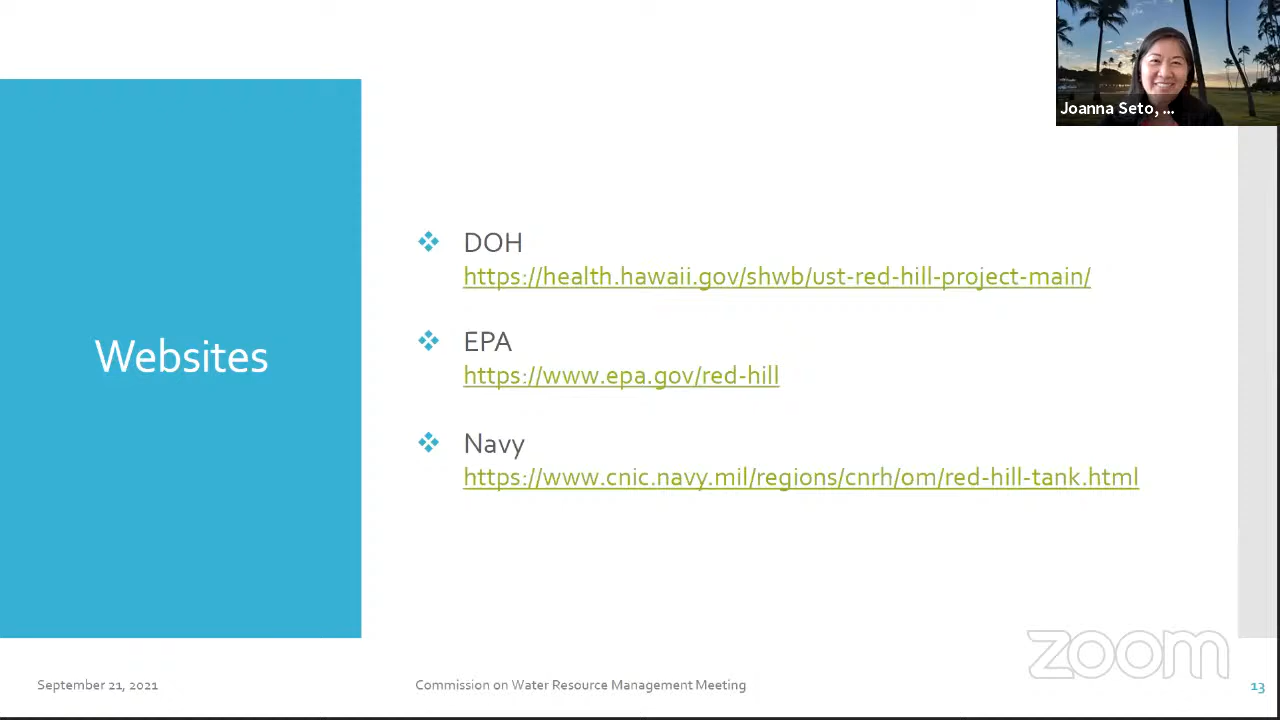 Joanna Seto, ...
Websites
DOH
https://health.hawaii.gov/shwb/ust-red-hill-project-main/
EPA
https://www.epa.gov/red-hill
Navy
https://www.cnic.navy.mil/regions/cnrh/om/red-hill-tank.html
zoom
September 21, 2021
Commission on Water Resource Management Meeting
13